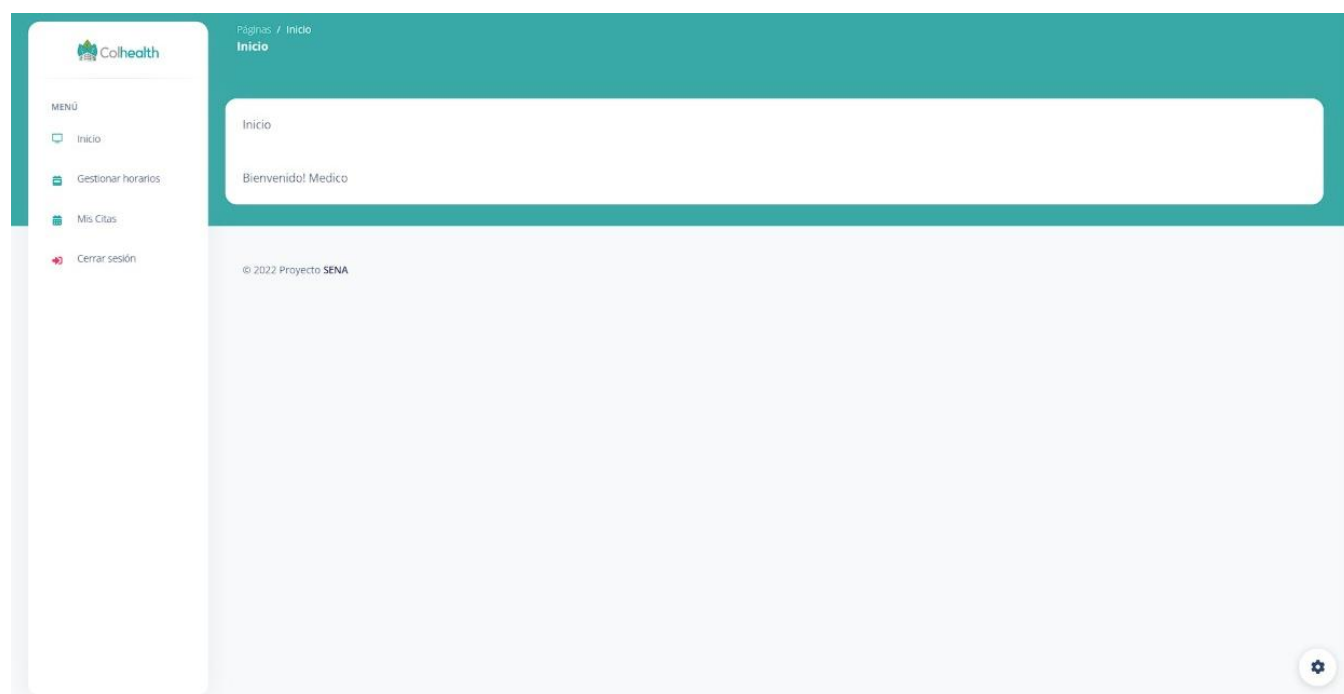 Colhealth
MENÚ
Inicio
Gestionar horarios
Mis Citas
Cerrar sesión
Páginas / Inicio
Inicio
Inicio
Bienvenido! Medico
© 2022 Proyecto SENA